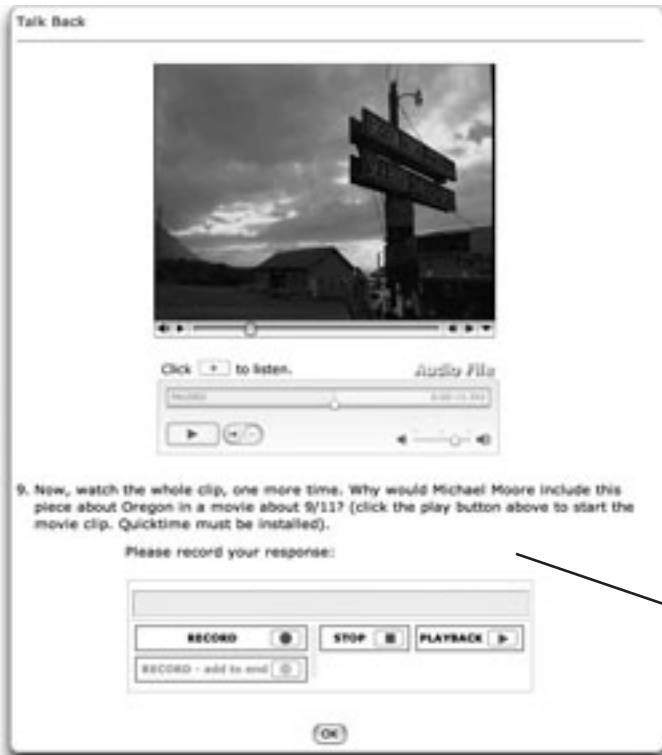 Talk Back
Click to listen.
Audio File
PAUSED
9. Now, watch the whole clip, one more time. Why would Michael Moore include this
piece about Oregon in a movie about 9/11? (click the play button above to start the
movie clip. Quicktime must be installed).
Please record your response:
RECORD
STOP
PLAYBACK
RECORD - add to end
OK